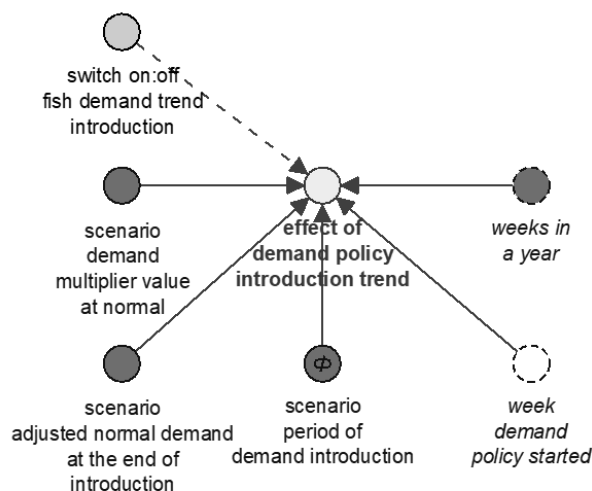 switch on:off
fish demand trend
introduction
scenario
demand
multiplier value
at normal
effect of
demand policy
introduction trend
weeks in
a year
scenario
adjusted normal demand
at the end of
introduction
Φ
scenario
period of
demand introduction
week
demand
policy started